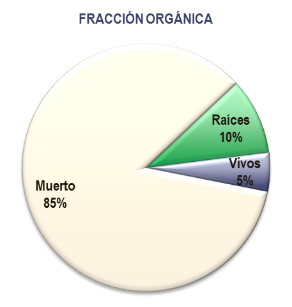 FRACCIÓN ORGÁNICA
Raices
10%
Vivos
5%
Muerto
85%